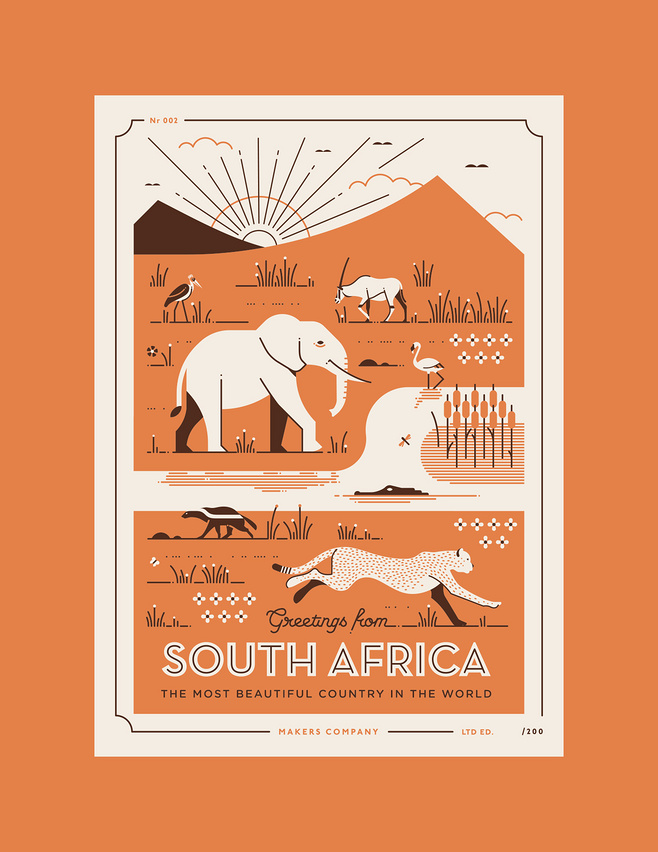 Nr 002
Greetings from
SOUTH AFRICA
THE MOST BEAUTIFUL COUNTRY IN THE WORLD
MAKERS COMPANY LTD ED. /200